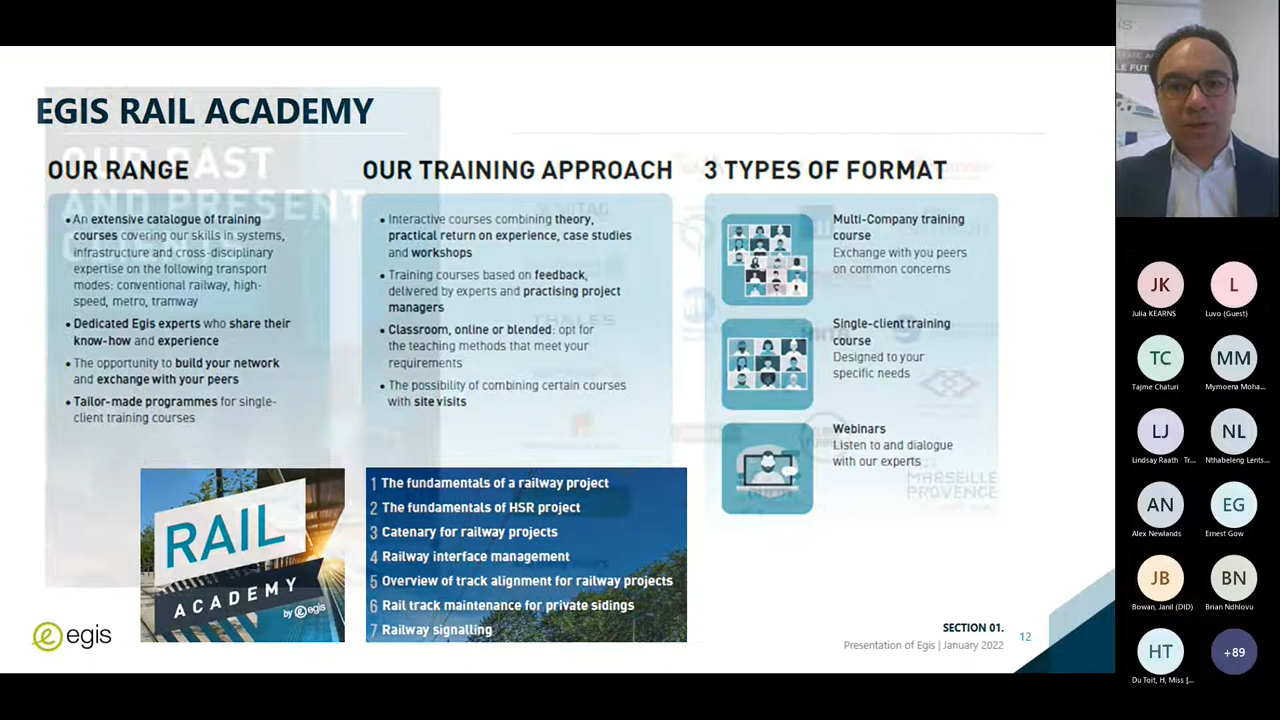 EGIS RAIL ACADEMY
OUR PAST
AND PRESENT
OUR RANGE
An extensive catalogue of training
courses covering our skills in systems,
infrastructure and cross-disciplinary
expertise on the following transport
modes: conventional railway, high-
speed, metro, tramway
Dedicated Egis experts who share their
know-how and experience
The opportunity to build your network
and exchange with your peers
Tailor-made programmes for single-
client training courses
OUR TRAINING APPROACH
Interactive courses combining theory,
practical return on experience, case studies
and workshops
Training courses based on feedback,
delivered by experts and practising project
managers
THALES
Classroom, online or blended: opt for
the teaching methods that meet your
requirements
The possibility of combining certain courses
with site visits
3 TYPES OF FORMAT
Multi-Company training
course
Exchange with you peers
on common concerns
Single-client training
course
Designed to your
specific needs
Webinars
Listen to and dialogue
with our experts
MARSEILLE
PROVENCE
RAIL
ACADEMY
by egis
1 The fundamentals of a railway project
2 The fundamentals of HSR project
3 Catenary for railway projects
4 Railway interface management
5 Overview of track alignment for railway projects
6 Rail track maintenance for private sidings
7 Railway signalling
egis
SECTION 01.
Presentation of Egis | January 2022
12
JK
Julia KEARNS
L
Luvo (Guest)
TC
Tajme Chaturi
MM
Mymoena Moha...
LJ
Lindsay Raath Tr...
NL
Nthabeleng Lents...
AN
Alex Newlands
EG
Ernest Gow
JB
Bowan, Janil (DID)
BN
Brian Ndhlovu
HT
Du Toit, H, Miss [...
+89